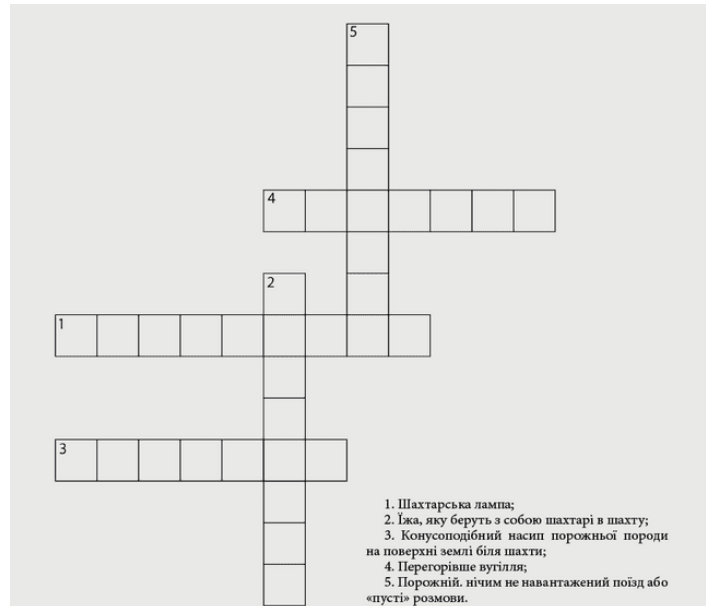 5
4
2
1
3
1. Шахтарська лампа;
2. Їжа, яку беруть з собою шахтарі в шахту;
3. Конусоподібний насип порожньої породи
на поверхні землі біля шахти;
4. Перегорівше вугілля;
5. Порожній. нічим не навантажений поїзд або
«пусті» розмови.